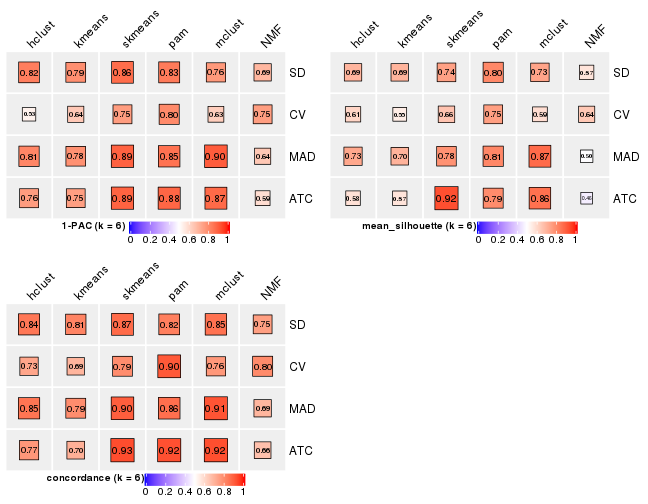 hclust kmeans skmeans pam mclust NMF
0.82 0.79 0.86 0.83 0.76 0.69 SD
0.53 0.64 0.75 0.80 0.63 0.75 CV
0.81 0.78 0.89 0.85 0.90 0.64 MAD
0.76 0.75 0.89 0.88 0.87 0.59 ATC
1-PAC (k = 6)
0 0.2 0.4 0.6 0.8 1
hclust kmeans skmeans pam mclust NMF
0.69 0.69 0.74 0.80 0.73 0.57 SD
0.61 0.55 0.66 0.75 0.59 0.64 CV
0.73 0.70 0.78 0.81 0.87 0.50 MAD
0.58 0.57 0.92 0.79 0.86 ATC
mean_silhouette (k = 6)
0 0.2 0.4 0.6 0.8 1
hclust kmeans skmeans pam mclust NMF
0.84 0.81 0.87 0.82 0.85 0.75 SD
0.73 0.69 0.79 0.90 0.76 0.80 CV
0.85 0.79 0.90 0.86 0.91 0.69 MAD
0.77 0.70 0.93 0.92 0.92 0.66 ATC
concordance (k = 6)
0 0.2 0.4 0.6 0.8 1